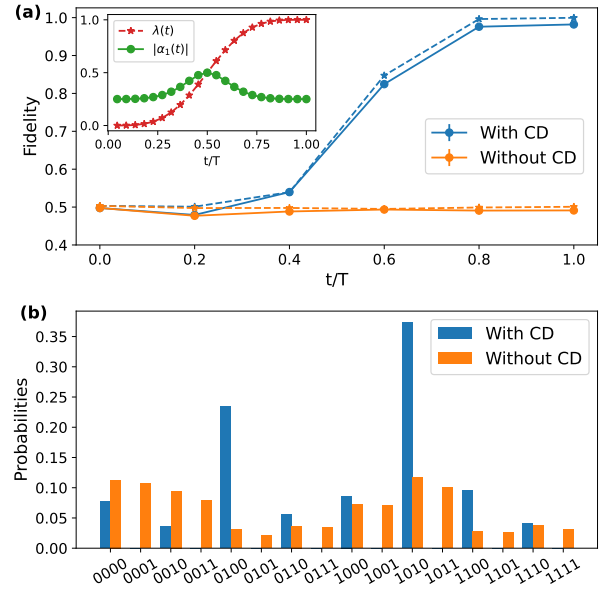 (a)
1.0
0.9
0.8
0.7
0.6
0.5
0.4
Fidelity
1.0
0.5
0.0
λ(t)
|α₁(t)|
0.00 0.25 0.50 0.75 1.00
t/T
With CD
Without CD
0.0 0.2 0.4 0.6 0.8 1.0
t/T
(b)
0.35
0.30
0.25
0.20
0.15
0.10
0.05
0.00
Probabilities
With CD
Without CD
0000 0001 0010 0011 0100 0101 0110 0111 1000 1001 1010 1011 1100 1101 1110 1111